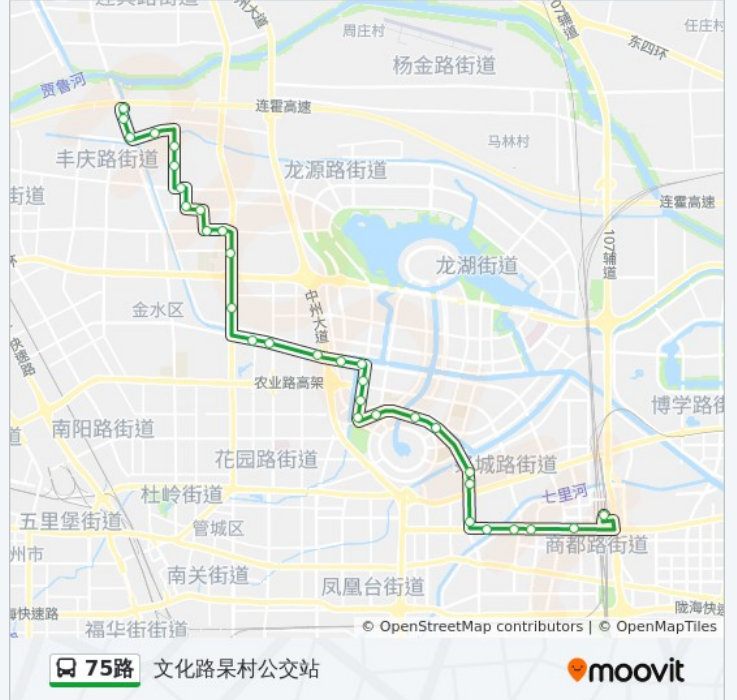 周庄村
任庄村
杨金路街道
东四环
贾鲁河
连霍高速
丰庆路街道
马林村
龙源路街道
街道
连霍高速
107辅道
龙湖街道
金水区
中州大道
快速路
农业路高架
博学路街
南阳路街道
花园路街道
城路街道
杜岭街道
七里河
五里堡街道
管城区
商都路街道
州市
南关街道
凤凰台街道
陇海快速
海快速路
福华街街道
© OpenStreetMap contributors | © OpenMapTiles
75路 文化路杲村公交站 moovit